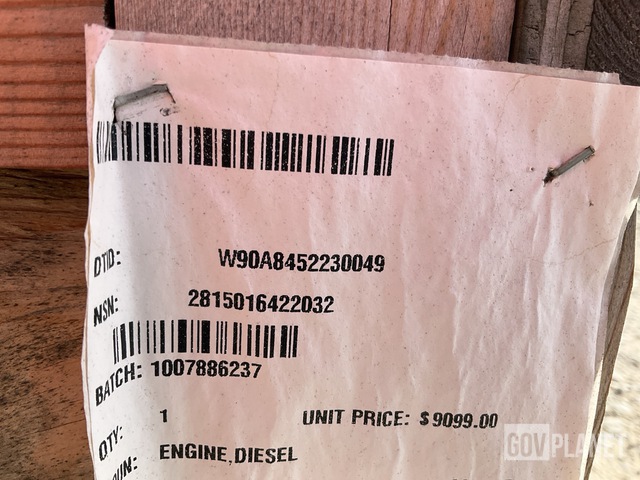 DTID: W90A8452230049
NSN: 2815016422032
BATCH: 1007886237
QTY: 1 UNIT PRICE: $9099.00
ENGINE,DIESEL
GOVPLANET